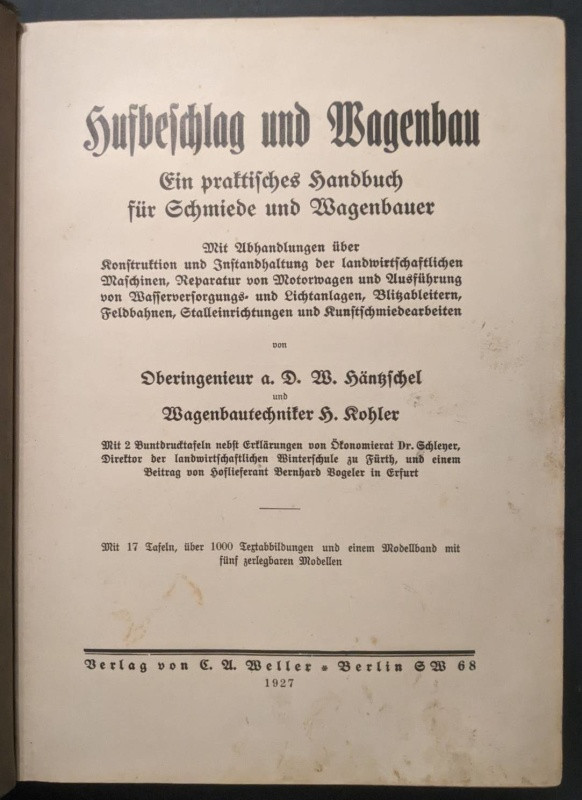 Hufbeschlag und Wagenbau
Ein praktisches Handbuch
für Schmiede und Wagenbauer
Mit Abhandlungen über
Konstruktion und Instandhaltung der landwirtschaftlichen
Maschinen, Reparatur von Motorwagen und Ausführung
von Wasserversorgungs- und Lichtanlagen, Blitzableitern,
Feldbahnen, Stalleinrichtungen und Kunstschmiedearbeiten
von
Oberingenieur a. D. W. Häntzschel
und
Wagenbautechniker H. Kohler
Mit 2 Buntdrucktafeln nebst Erklärungen von Ökonomierat Dr. Schleyer,
Direktor der landwirtschaftlichen Winterschule zu Fürth, und einem
Beitrag von Hoflieferant Bernhard Vogeler in Erfurt
Mit 17 Tafeln, über 1000 Textabbildungen und einem Modellband mit
fünf zerlegbaren Modellen
Verlag von C. A. Weller * Berlin SW 68
1927